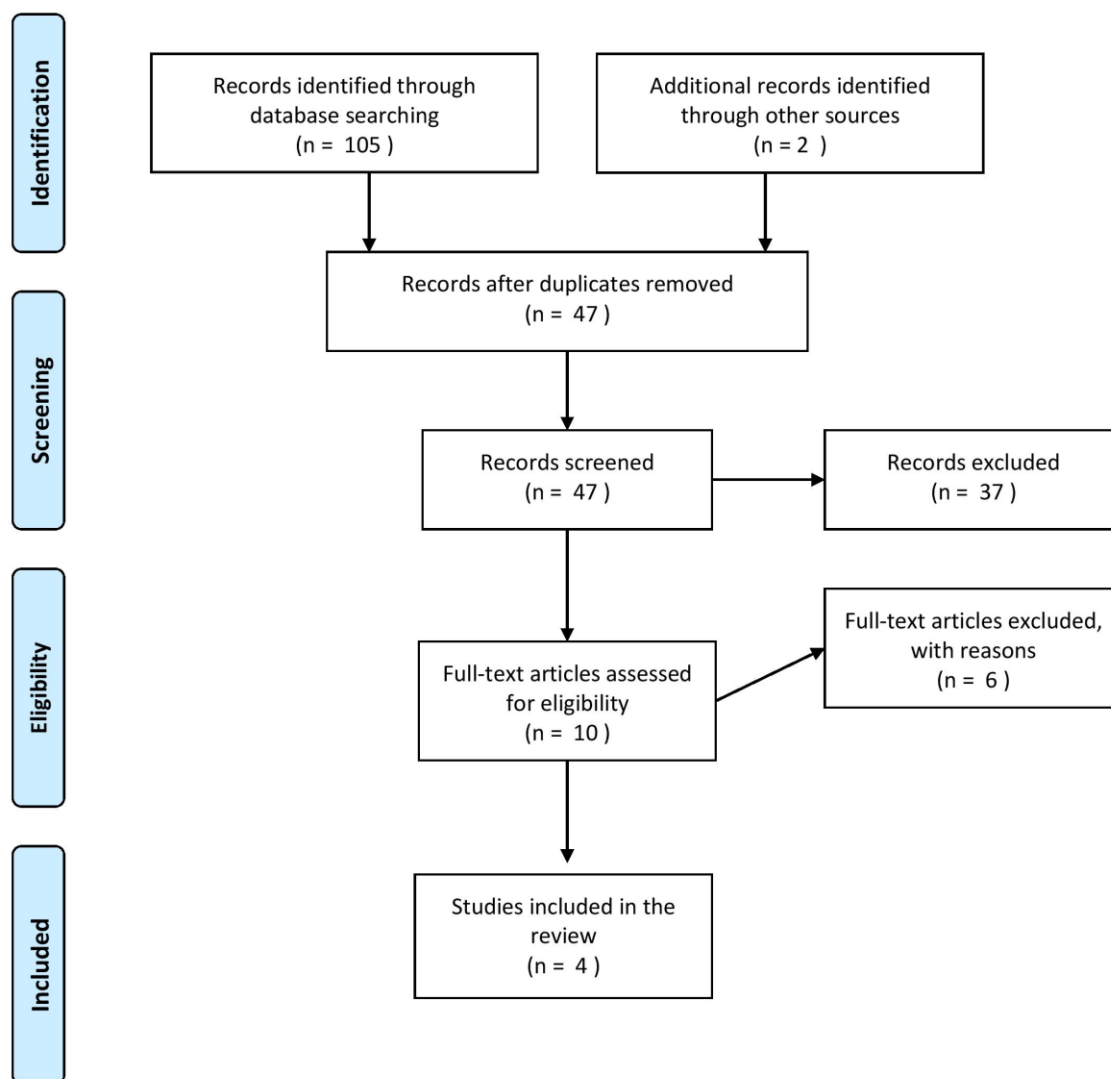 Identification
Records identified through
database searching
(n = 105 )
Additional records identified
through other sources
(n = 2 )
Records after duplicates removed
(n = 47 )
Screening
Records screened
(n = 47 )
Records excluded
(n = 37 )
Eligibility
Full-text articles assessed
for eligibility
(n = 10 )
Full-text articles excluded,
with reasons
(n = 6 )
Included
Studies included in the
review
(n = 4 )